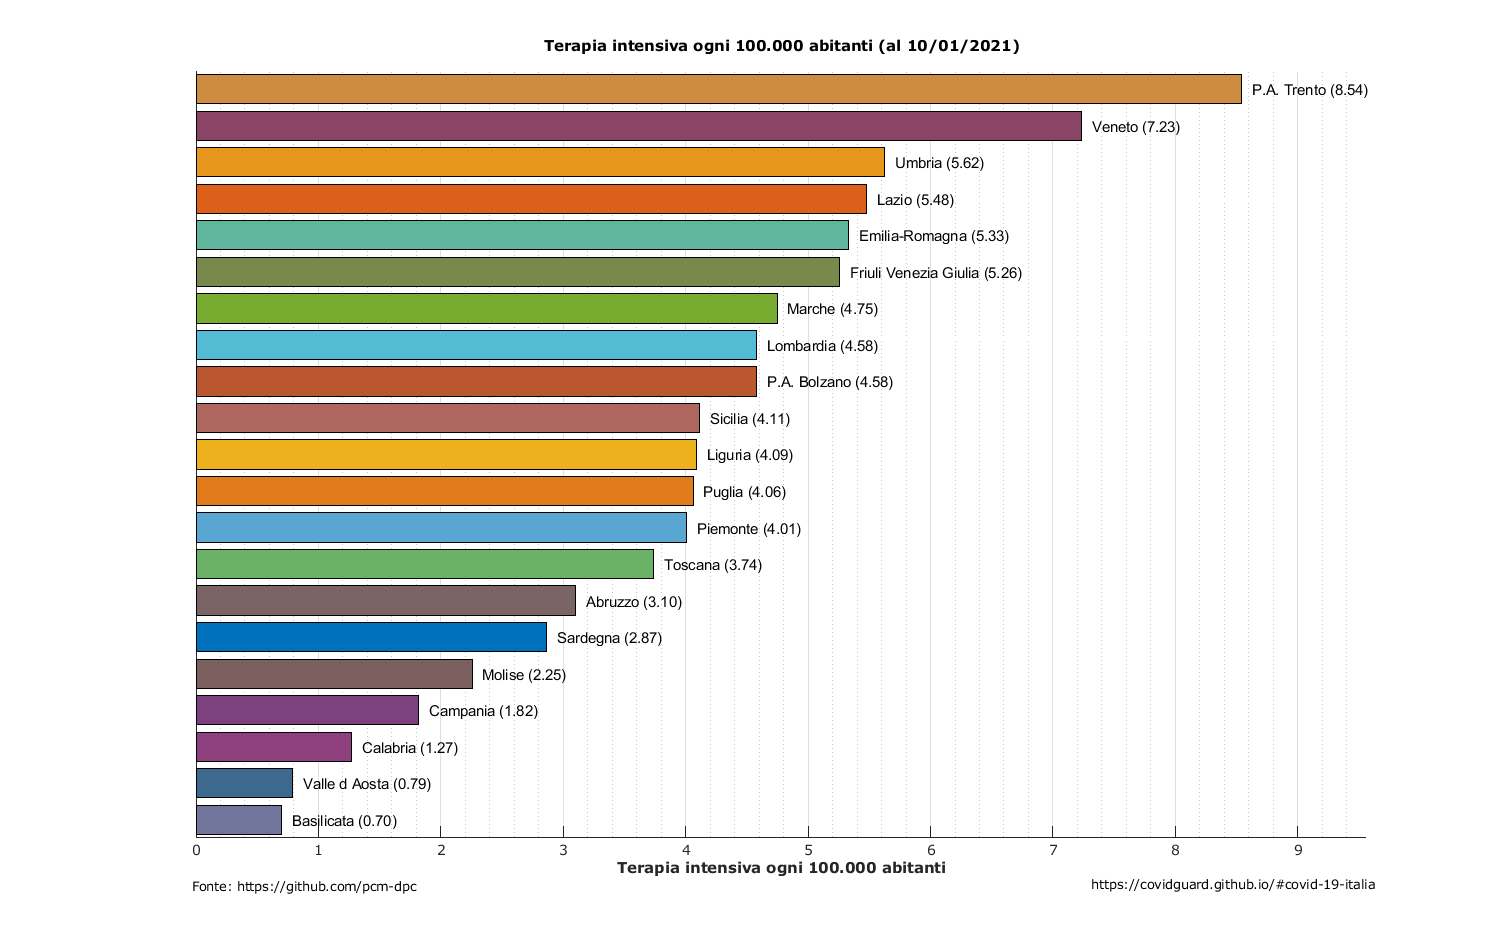 Terapia intensiva ogni 100.000 abitanti (al 10/01/2021)
P.A. Trento (8.54)
Veneto (7.23)
Umbria (5.62)
Lazio (5.48)
Emilia-Romagna (5.33)
Friuli Venezia Giulia (5.26)
Marche (4.75)
Lombardia (4.58)
P.A. Bolzano (4.58)
Sicilia (4.11)
Liguria (4.09)
Puglia (4.06)
Piemonte (4.01)
Toscana (3.74)
Abruzzo (3.10)
Sardegna (2.87)
Molise (2.25)
Campania (1.82)
Calabria (1.27)
Valle d Aosta (0.79)
Basilicata (0.70)
0 1 2 3 4 5 6 7 8 9
Terapia intensiva ogni 100.000 abitanti
Fonte: https://github.com/pcm-dpc
https://covidguard.github.io/#covid-19-italia